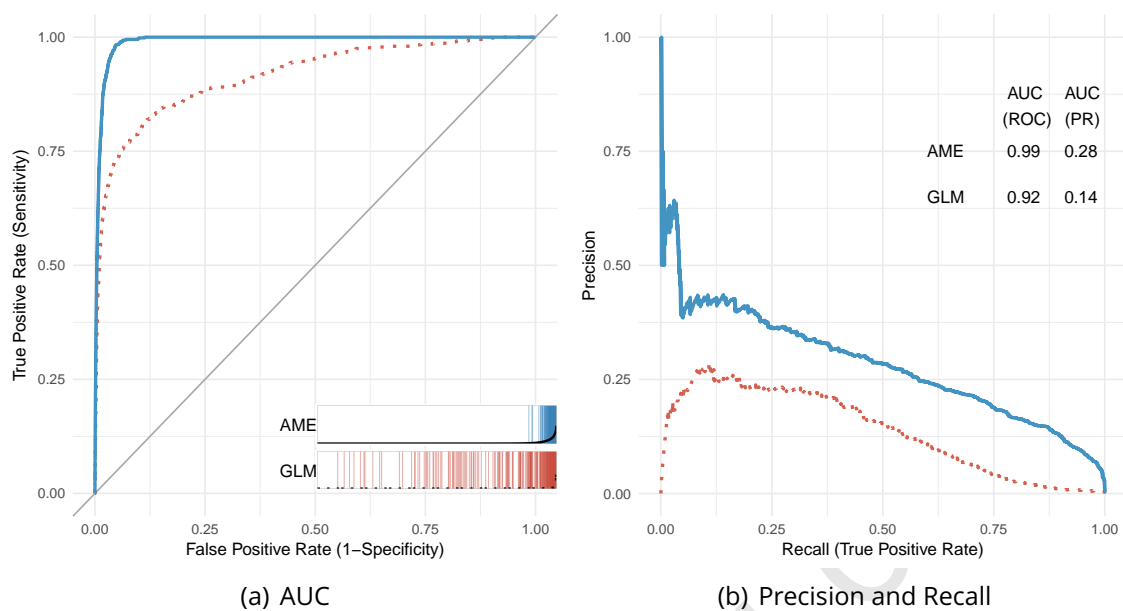 1.00
0.75
0.50
0.25
0.00
True Positive Rate (Sensitivity)
AME
GLM
0.00 0.25 0.50 0.75 1.00
False Positive Rate (1−Specificity)
(a) AUC
1.00
0.75
0.50
0.25
0.00
Precision
AUC AUC
(ROC) (PR)
AME 0.99 0.28
GLM 0.92 0.14
0.00 0.25 0.50 0.75 1.00
Recall (True Positive Rate)
(b) Precision and Recall